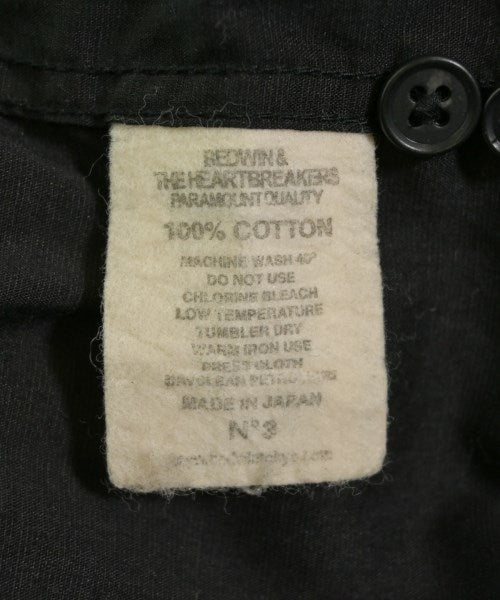 BEDWIN &
THE HEARTBREAKERS
PARAMOUNT QUALITY
100% COTTON
MACHINE WASH 40°
DO NOT USE
CHLORINE BLEACH
LOW TEMPERATURE
TUMBLER DRY
WARM IRON USE
PRESS CLOTH
DRYCLEAN
MADE IN JAPAN
N°3